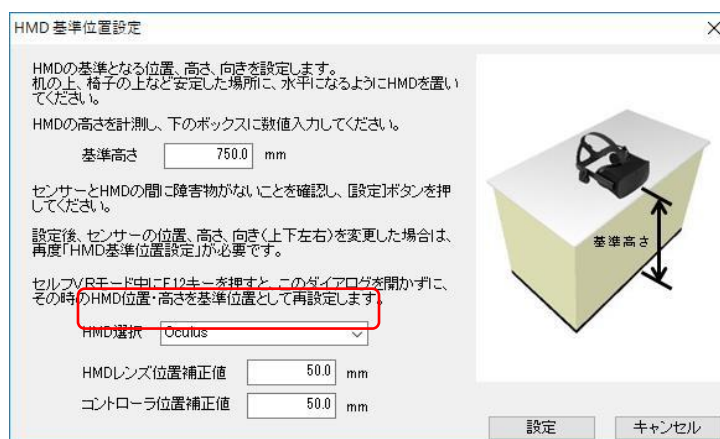 HMD 基準位置設定
HMDの基準となる位置、高さ、向きを設定します。
机の上、椅子の上など安定した場所に、水平になるようにHMDを置い
てください。
HMDの高さを計測し、下のボックスに数値入力してください。
基準高さ 750.0 mm
センサーとHMDの間に障害物がないことを確認し、[設定]ボタンを押
してください。
設定後、センサーの位置、高さ、向き(上下左右)を変更した場合は、
再度「HMD基準位置設定」が必要です。
セルフVRモード中にF12キーを押すと、このダイアログを開かずに、
その時のHMD位置・高さを基準位置として再設定します。
HMD選択 Oculus
HMDレンズ位置補正値 50.0 mm
コントローラ位置補正値 50.0 mm
基準高さ
設定 キャンセル